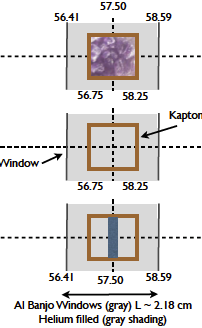 57.50
56.41 58.59
56.75 58.25
Kapton
Window
56.75 58.25
56.41 58.59
57.50
Al Banjo Windows (gray) L ~ 2.18 cm
Helium filled (gray shading)